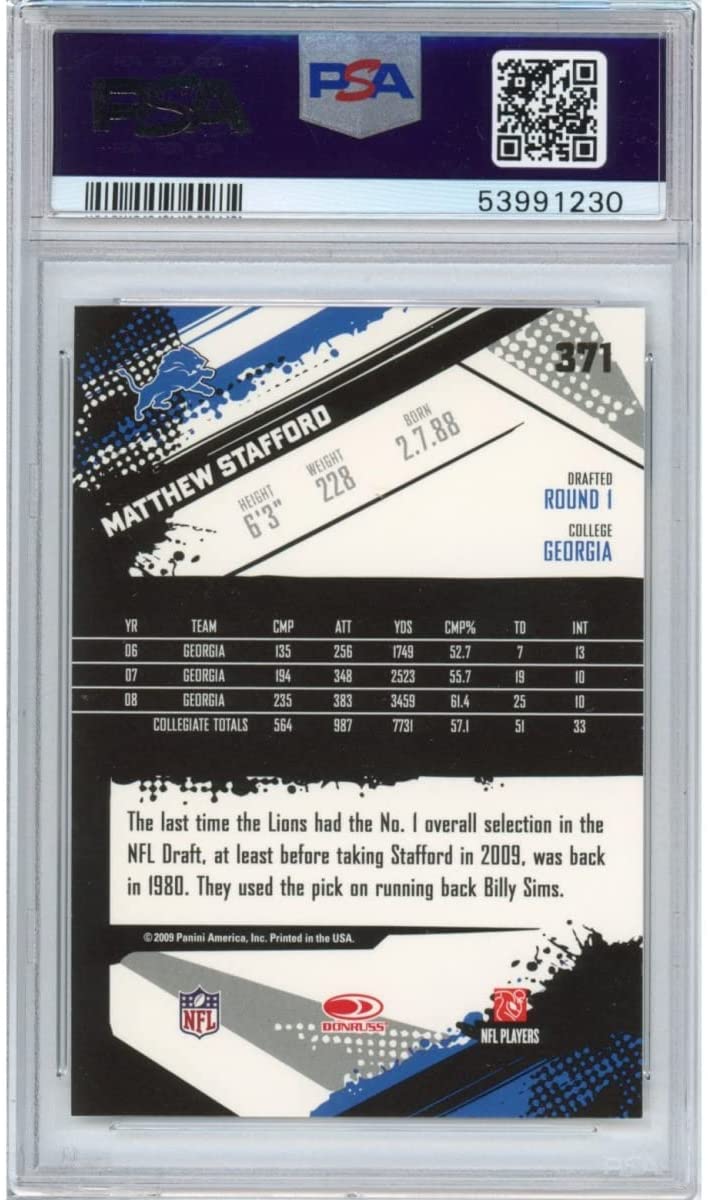 PSA
PSA
53991230
371
MATTHEW STAFFORD
HEIGHT WEIGHT BORN
6'3" 228 2.7.88
DRAFTED
ROUND 1
COLLEGE
GEORGIA
YR TEAM CMP ATT YDS CMP% TD INT
06 GEORGIA 135 256 1749 52.7 7 13
07 GEORGIA 194 348 2523 55.7 19 10
08 GEORGIA 235 383 3459 61.4 25 10
COLLEGIATE TOTALS 564 987 7731 57.1 51 33
The last time the Lions had the No. 1 overall selection in the
NFL Draft, at least before taking Stafford in 2009, was back
in 1980. They used the pick on running back Billy Sims.
© 2009 Panini America, Inc. Printed in the USA.
NFL DONRUSS NFL PLAYERS
PSA